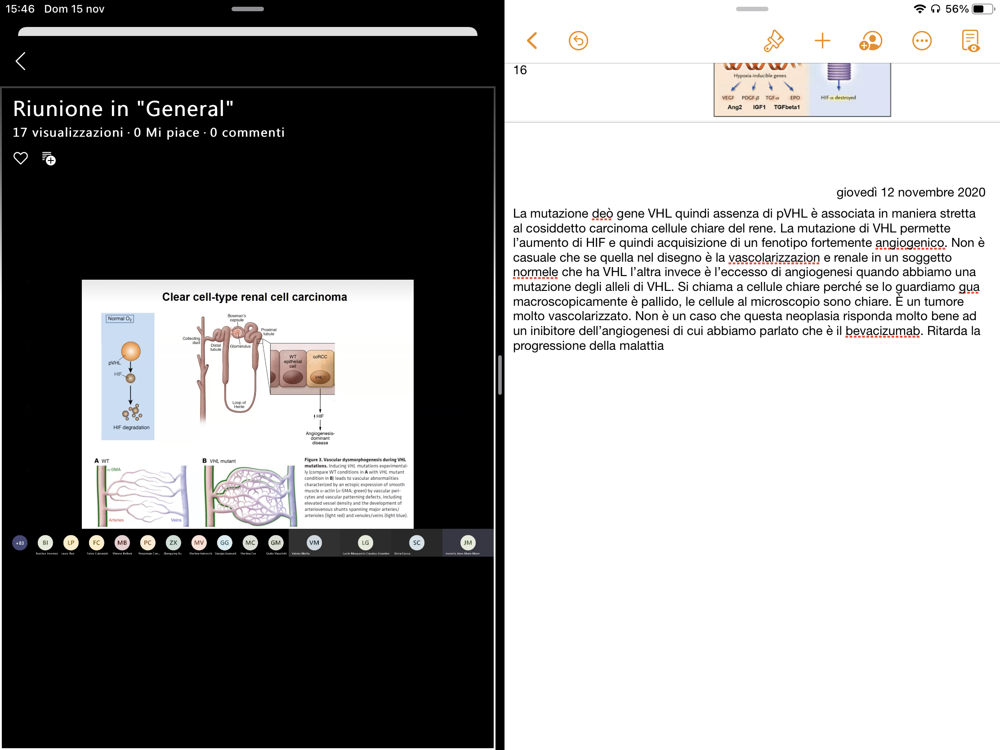 15:46 Dom 15 nov
56%
Riunione in "General"
17 visualizzazioni · 0 Mi piace · 0 commenti
Clear cell-type renal cell carcinoma
Normal O2
pVHL
HIF
HIF degradation
Bowman's
capsule
Proximal
tubule
Collecting
duct
Distal
tubule
Glomerulus
Loop of
Henle
WT
epithelial
cell
ccRCC
VHL-/-
HIF
Angiogenesis-
dominant
disease
A WT
α-SMA
Arteries
Veins
B VHL mutant
Figure 3. Vascular dysmorphogenesis during VHL
mutations. Inducing VHL mutations experimental-
ly (compare WT conditions in A with VHL mutant
condition in B) leads to vascular abnormalities
characterized by an ectopic expression of smooth
muscle α-actin (α-SMA; green) by vascular peri-
cytes and vascular patterning defects, including
elevated vessel density and the development of
arteriovenous shunts spanning major arteries/
arterioles (light red) and venules/veins (light blue).
+83 BI LP FC MB PC ZX MV GG MC GM VM LG SC JM
Beatrice Invernici Laura Pizo Fabio Cubranich Miriana Belloni Piergiorgio Can... Zhengying Xu Martina Valsecchi Giorgia Giancarli Martina Cea Giulia Mazotelli Valeria Motta Lucile Marguerite Claudius Girardier Silvia Ciocca Jeanette Anne Marie Maier
16
Hypoxia-inducible genes
VEGF PDGF-β TGF-α EPO
Ang2 IGF1 TGFbeta1
HIF-α destroyed
giovedì 12 novembre 2020
La mutazione deò gene VHL quindi assenza di pVHL è associata in maniera stretta
al cosiddetto carcinoma cellule chiare del rene. La mutazione di VHL permette
l’aumento di HIF e quindi acquisizione di un fenotipo fortemente angiogenico. Non è
casuale che se quella nel disegno è la vascolarizzazion e renale in un soggetto
normele che ha VHL l’altra invece è l’eccesso di angiogenesi quando abbiamo una
mutazione degli alleli di VHL. Si chiama a cellule chiare perché se lo guardiamo gua
macroscopicamente è pallido, le cellule al microscopio sono chiare. È un tumore
molto vascolarizzato. Non è un caso che questa neoplasia risponda molto bene ad
un inibitore dell’angiogenesi di cui abbiamo parlato che è il bevacizumab. Ritarda la
progressione della malattia